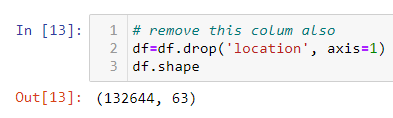 In [13]: 1 # remove this colum also
2 df=df.drop('location', axis=1)
3 df.shape
Out[13]: (132644, 63)